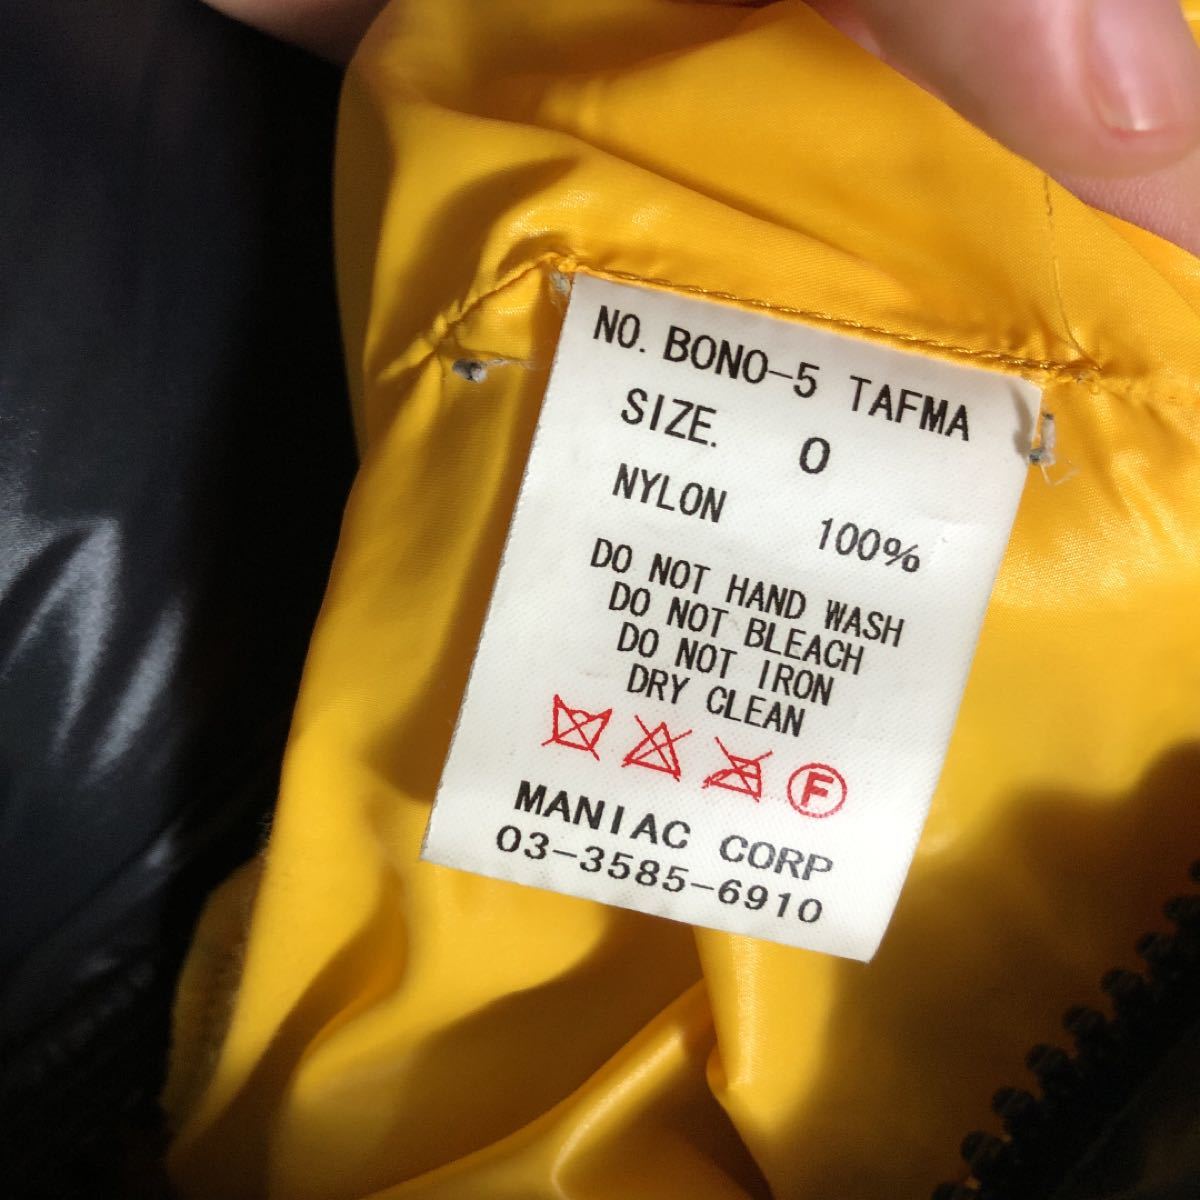 NO. BONO-5 TAFMA
SIZE. 0
NYLON 100%
DO NOT HAND WASH
DO NOT BLEACH
DO NOT IRON
DRY CLEAN
F
MANIAC CORP
03-3585-6910